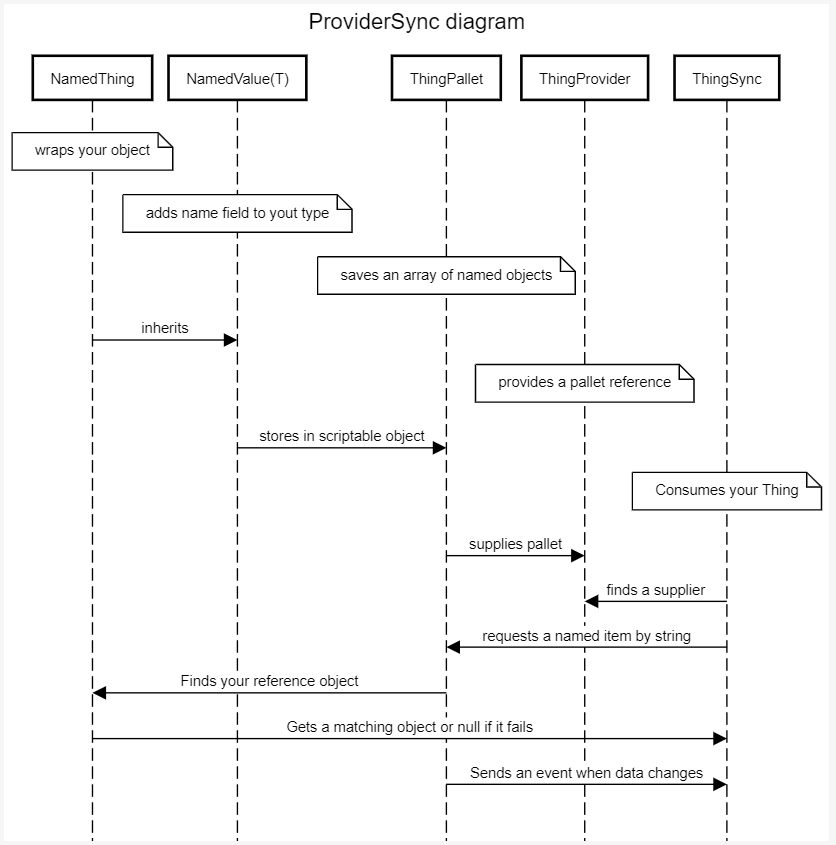 ProviderSync diagram
NamedThing
NamedValue(T)
ThingPallet
ThingProvider
ThingSync
wraps your object
adds name field to yout type
saves an array of named objects
inherits
provides a pallet reference
stores in scriptable object
Consumes your Thing
supplies pallet
finds a supplier
requests a named item by string
Finds your reference object
Gets a matching object or null if it fails
Sends an event when data changes